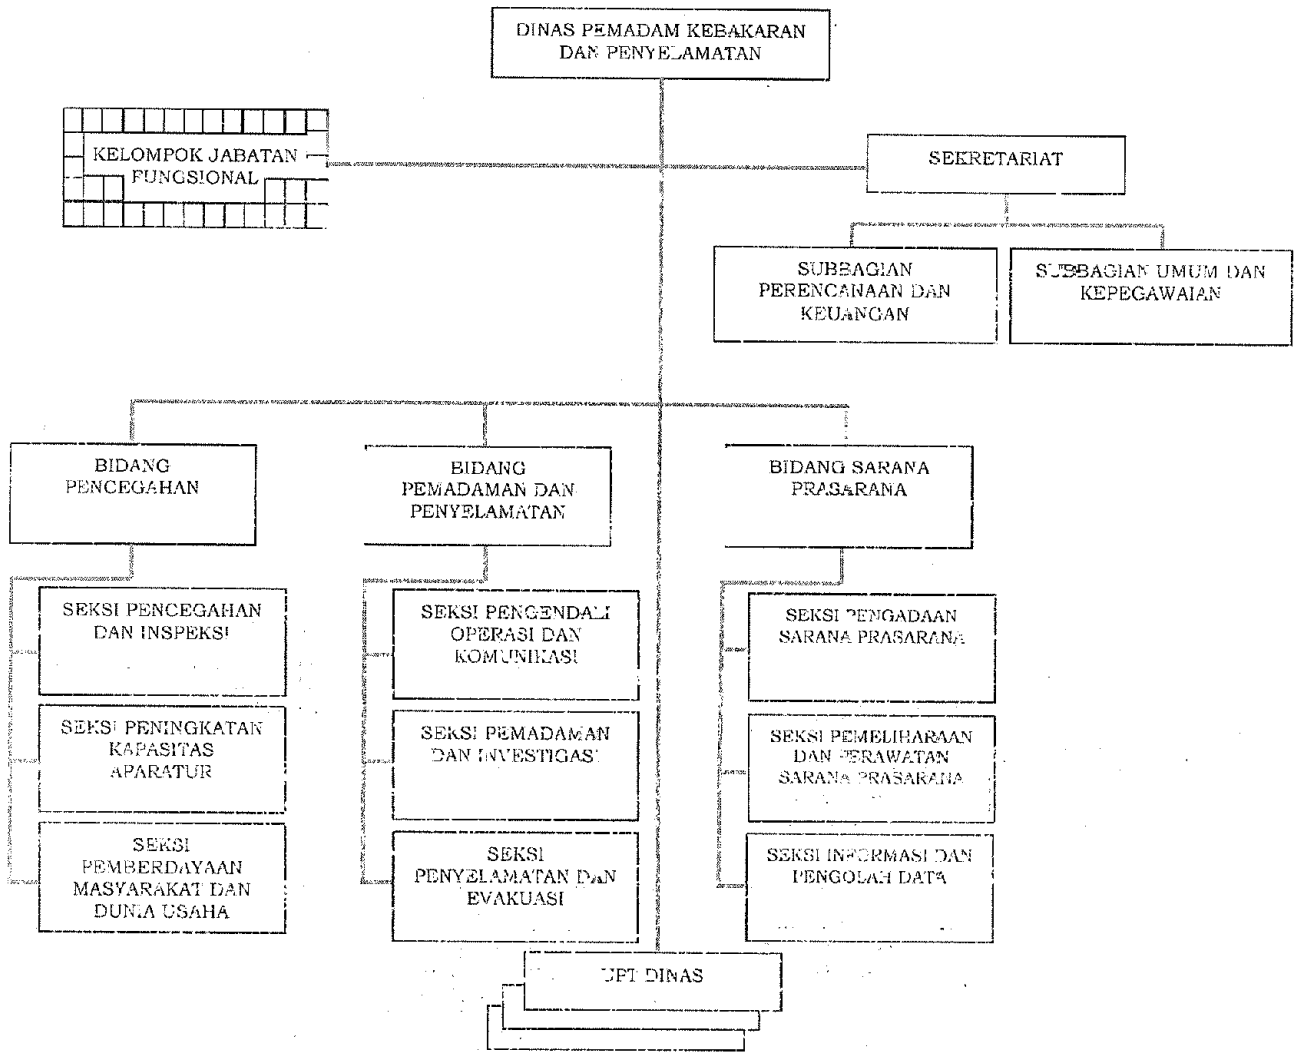 DINAS PEMADAM KEBAKARAN
DAN PENYELAMATAN
KELOMPOK JABATAN
FUNGSIONAL
SEKRETARIAT
SUBBAGIAN
PERENCANAAN DAN
KEUANGAN
SUBBAGIAN UMUM DAN
KEPEGAWAIAN
BIDANG
PENCEGAHAN
BIDANG
PEMADAMAN DAN
PENYELAMATAN
BIDANG SARANA
PRASARANA
SEKSI PENCEGAHAN
DAN INSPEKSI
SEKSI PENINGKATAN
KAPASITAS
APARATUR
SEKSI
PEMBERDAYAAN
MASYARAKAT DAN
DUNIA USAHA
SEKSI PENGENDALI
OPERASI DAN
KOMUNIKASI
SEKSI PEMADAMAN
DAN INVESTIGASI
SEKSI
PENYELAMATAN DAN
EVAKUASI
SEKSI PENGADAAN
SARANA PRASARANA
SEKSI PEMELIHARAAN
DAN PERAWATAN
SARANA PRASARANA
SEKSI INFORMASI DAN
PENGOLAH DATA
UPT DINAS